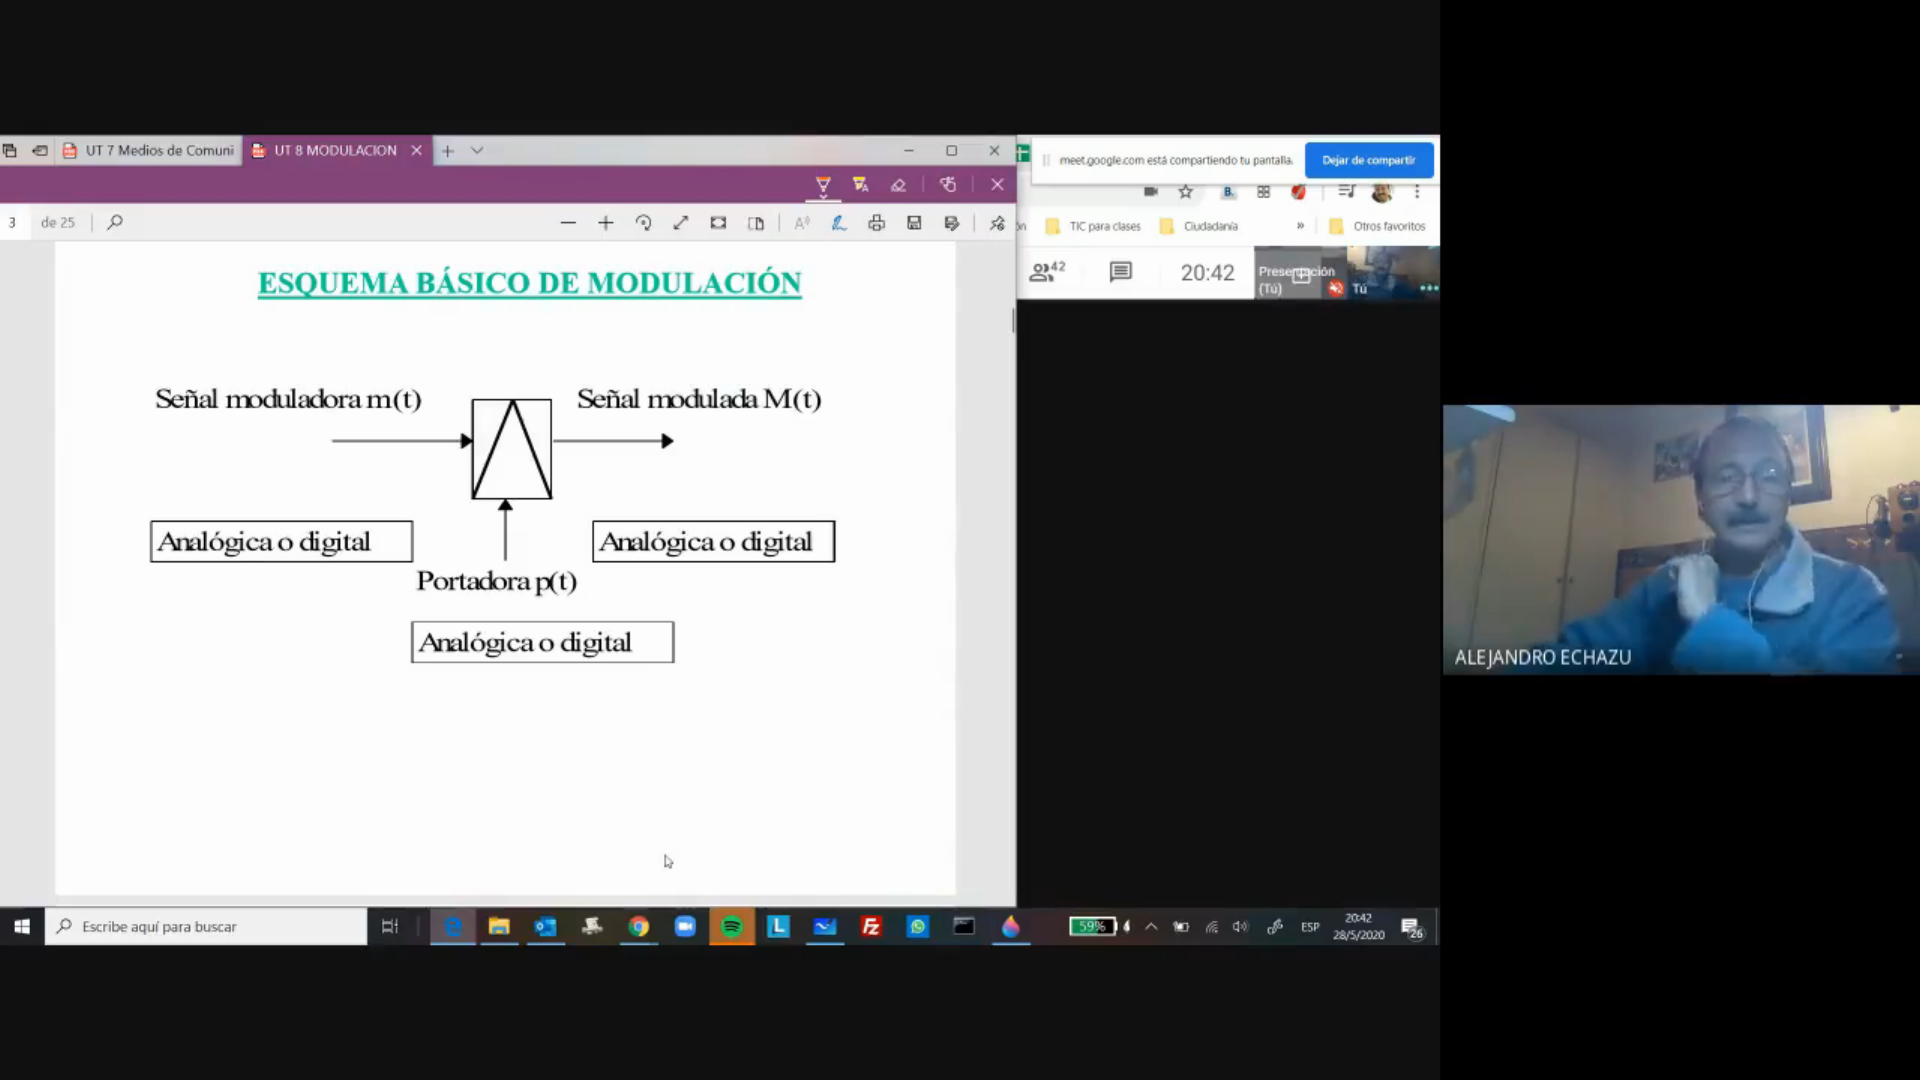 UT 7 Medios de Comuni
UT 8 MODULACION
meet.google.com está compartiendo tu pantalla.
Dejar de compartir
3 de 25
TIC para clases
Ciudadanía
»
Otros favoritos
42
20:42
Presentación
(Tú)
Tú
ESQUEMA BÁSICO DE MODULACIÓN
Señal moduladora m(t)
Señal modulada M(t)
Analógica o digital
Analógica o digital
Portadora p(t)
Analógica o digital
ALEJANDRO ECHAZU
Escribe aquí para buscar
59%
ESP
20:42
28/5/2020
26